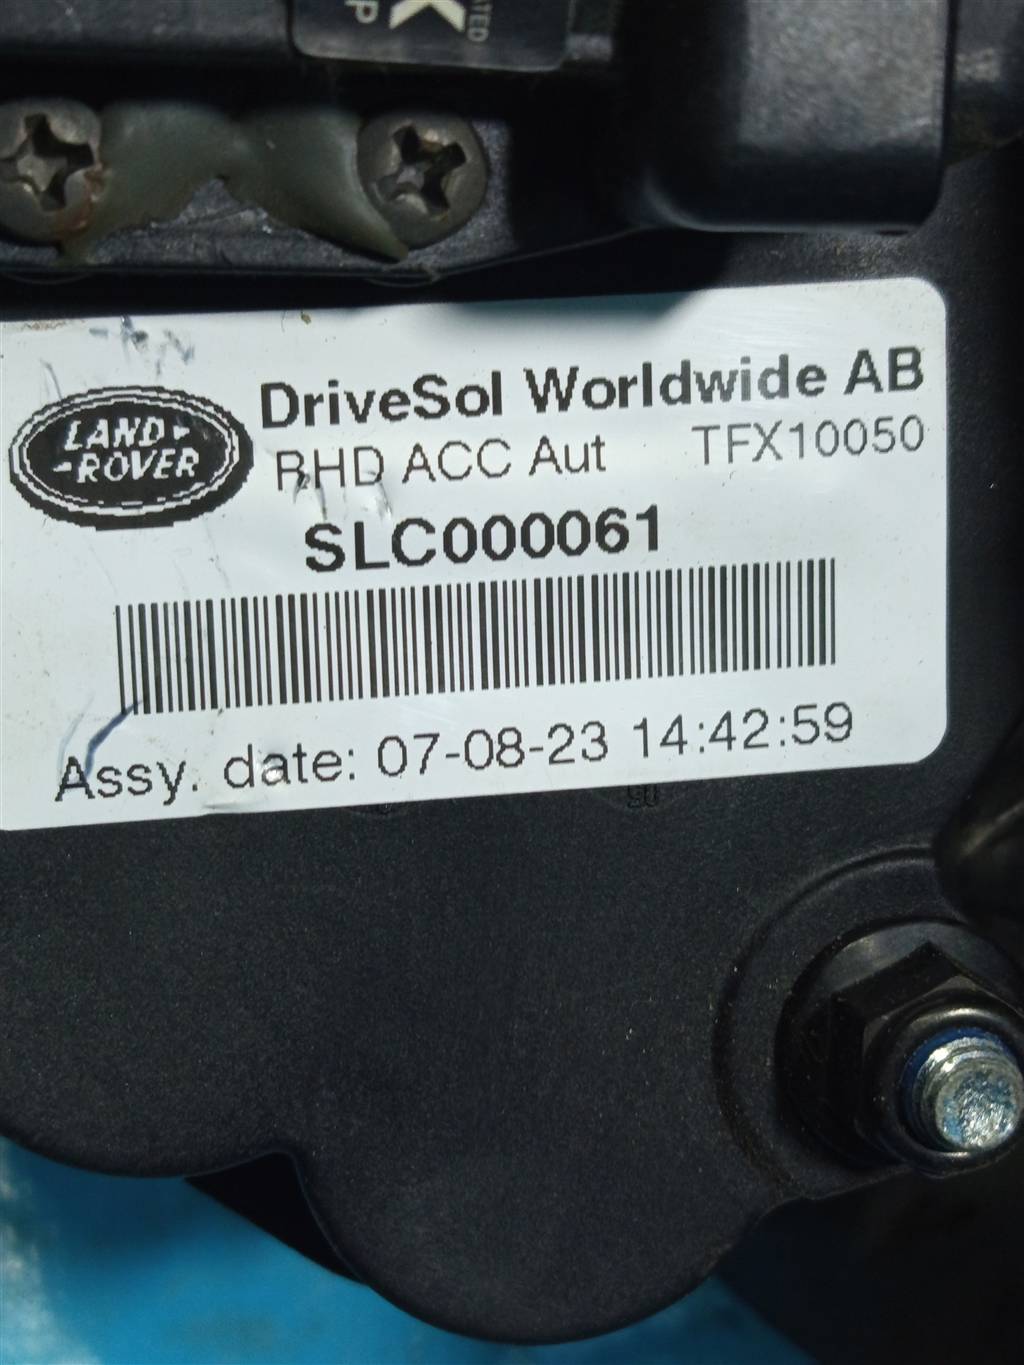 LAND-
-ROVER
DriveSol Worldwide AB
RHD ACC Aut TFX10050
SLC000061
Assy. date: 07-08-23 14:42:59